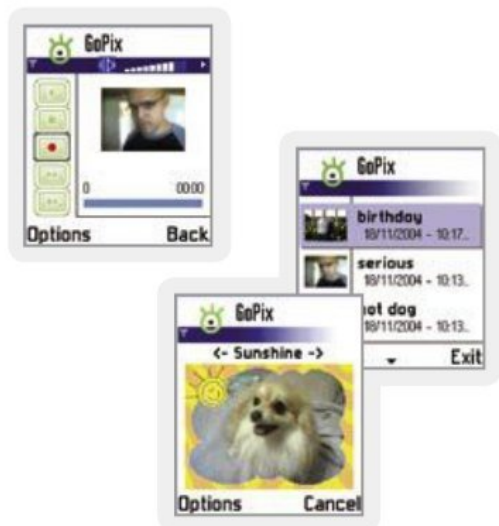 GoPix
0 00:00
Options Back
GoPix
birthday
18/11/2004 - 10:17..
serious
18/11/2004 - 10:13..
hot dog
18/11/2004 - 10:13..
Exit
GoPix
<- Sunshine ->
Options Cancel